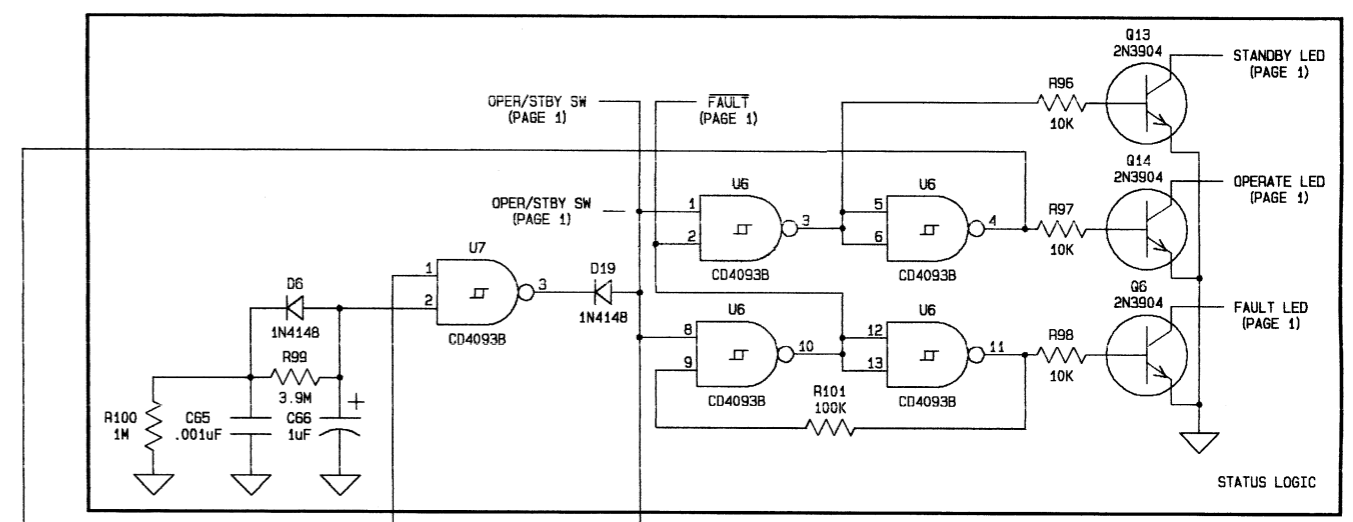 Q13
2N3904
STANDBY LED
(PAGE 1)
OPER/STBY SW
(PAGE 1)
FAULT
(PAGE 1)
R96
10K
Q14
2N3904
OPERATE LED
(PAGE 1)
OPER/STBY SW
(PAGE 1)
U6
1
2
3
CD4093B
U6
5
6
4
CD4093B
R97
10K
U7
1
2
3
CD4093B
D19
1N4148
D6
1N4148
Q6
2N3904
FAULT LED
(PAGE 1)
U6
8
9
10
CD4093B
U6
12
13
11
CD4093B
R98
10K
R99
3.9M
R101
100K
R100
1M
C65
.001uF
C66
1uF
+
STATUS LOGIC